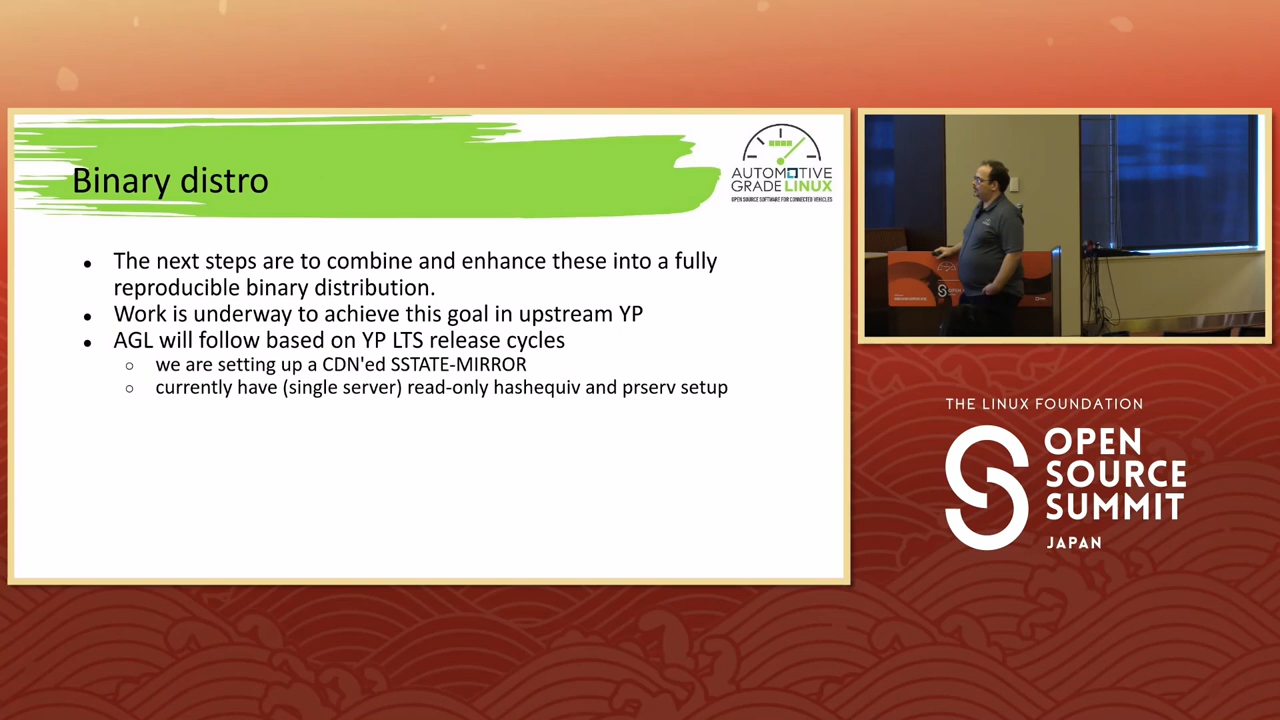 Binary distro
AUTOMOTIVE
GRADE LINUX
OPEN SOURCE SOFTWARE FOR CONNECTED VEHICLES
● The next steps are to combine and enhance these into a fully
reproducible binary distribution.
● Work is underway to achieve this goal in upstream YP
● AGL will follow based on YP LTS release cycles
○ we are setting up a CDN'ed SSTATE-MIRROR
○ currently have (single server) read-only hashequiv and prserv setup
THE LINUX FOUNDATION
OPEN
SOURCE
SUMMIT
JAPAN